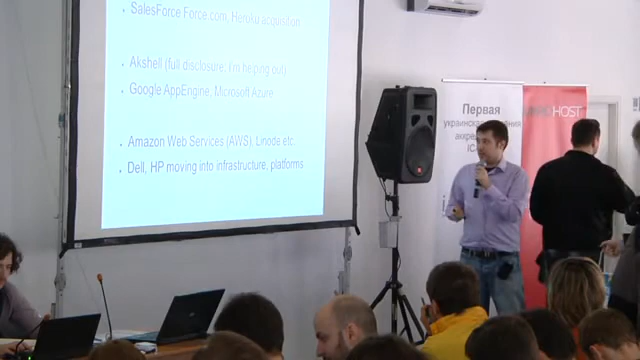 SalesForce Force.com, Heroku acquisition
Akshell (full disclosure: I'm helping out)
Google AppEngine, Microsoft Azure
Amazon Web Services (AWS), Linode etc.
Dell, HP moving into infrastructure, platforms
Первая
HOST